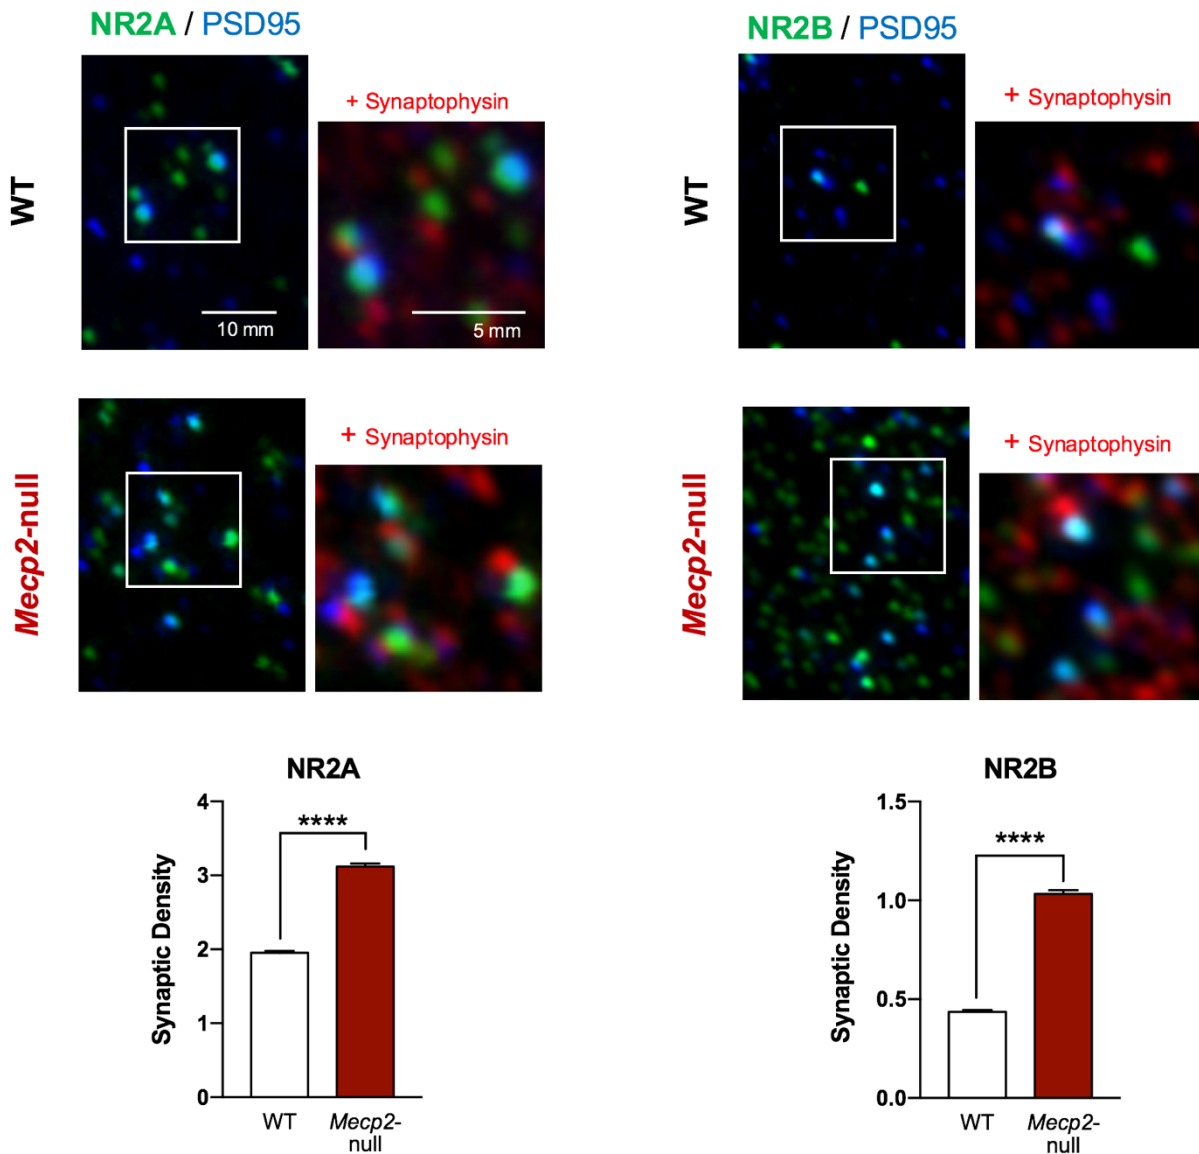 NR2A / PSD95
NR2B / PSD95
WT
+ Synaptophysin
10 mm
5 mm
WT
+ Synaptophysin
Mecp2-null
+ Synaptophysin
Mecp2-null
+ Synaptophysin
NR2A
Synaptic Density
4
3
2
1
0
****
WT
Mecp2-
null
NR2B
Synaptic Density
1.5
1.0
0.5
0.0
****
WT
Mecp2-
null